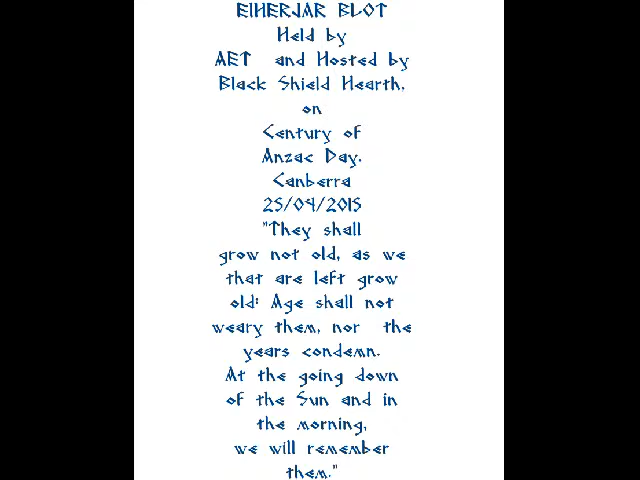 EINERJAR BLOT
Held by
AET and Hosted by
Black Shield Hearth,
on
Century of
Anzac Day.
Canberra
25/04/2015
"They shall
grow not old, as we
that are left grow
old: Age shall not
weary them, nor the
years condemn.
At the going down
of the Sun and in
the morning,
we will remember
them."